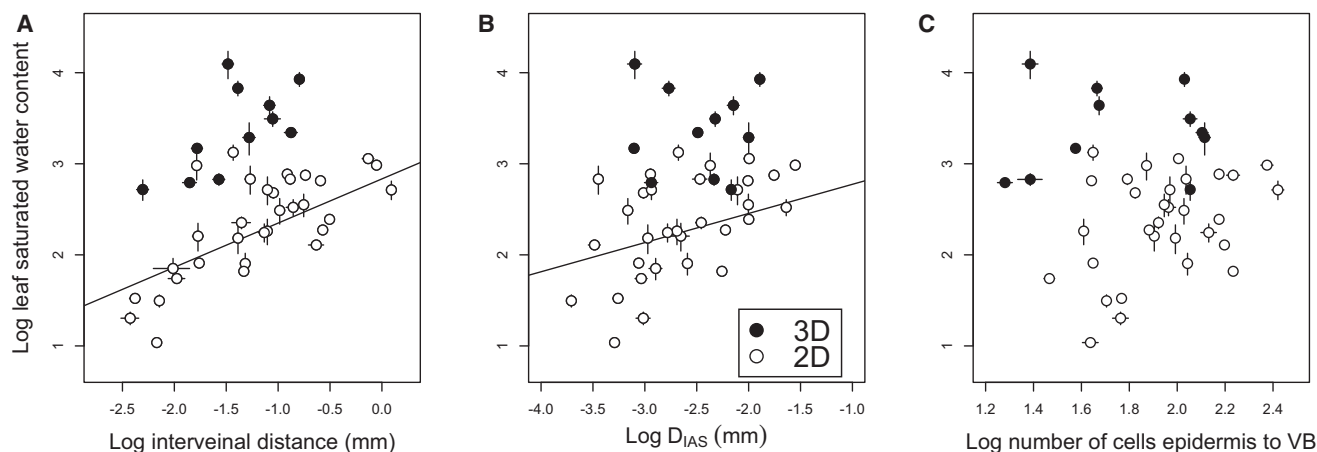 A
B
C
Log leaf saturated water content
4
3
2
1
-2.5 -2.0 -1.5 -1.0 -0.5 0.0
Log interveinal distance (mm)
4
3
2
1
3D
2D
-4.0 -3.5 -3.0 -2.5 -2.0 -1.5 -1.0
Log DIAS (mm)
4
3
2
1
1.2 1.4 1.6 1.8 2.0 2.2 2.4
Log number of cells epidermis to VB